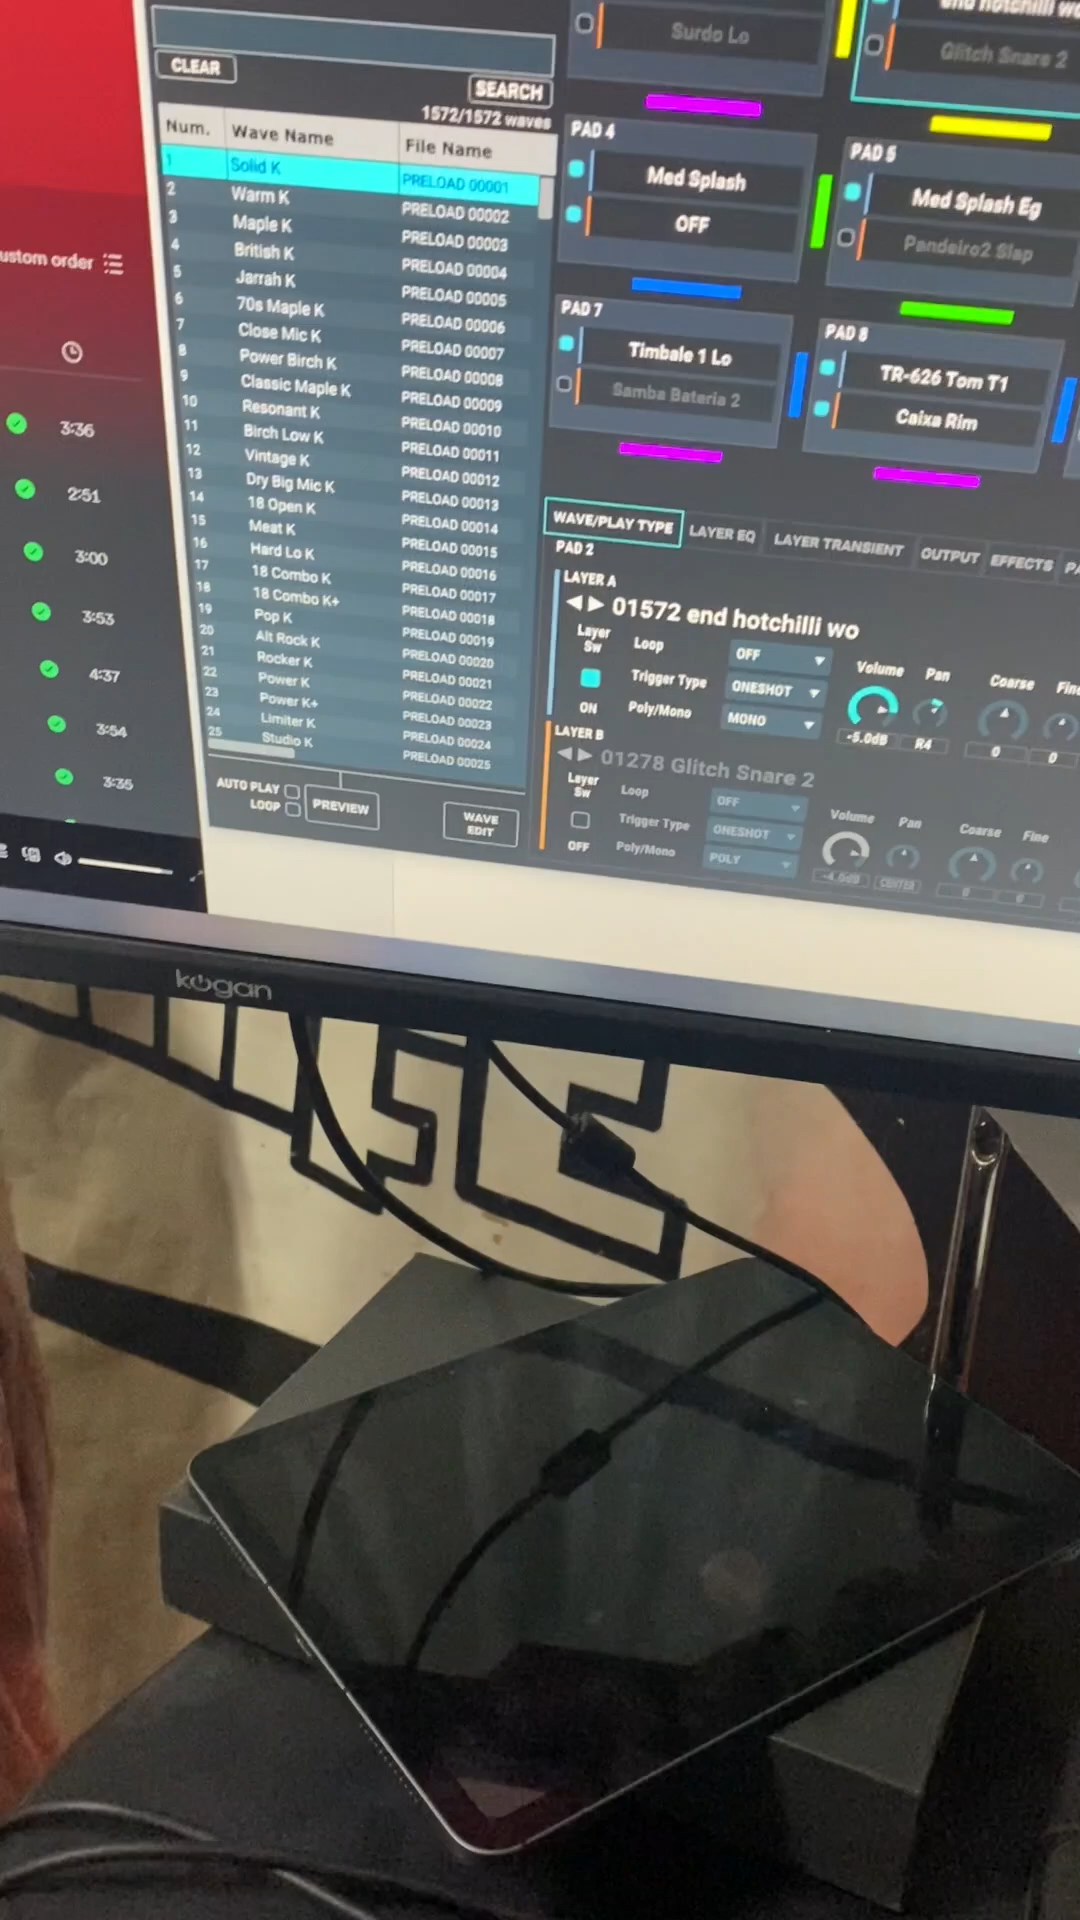 CLEAR
SEARCH
1572/1572 waves
Num. Wave Name File Name
1 Solid K PRELOAD 00001
2 Warm K PRELOAD 00002
3 Maple K PRELOAD 00003
4 British K PRELOAD 00004
5 Jarrah K PRELOAD 00005
6 70s Maple K PRELOAD 00006
7 Close Mic K PRELOAD 00007
8 Power Birch K PRELOAD 00008
9 Classic Maple K PRELOAD 00009
10 Resonant K PRELOAD 00010
11 Birch Low K PRELOAD 00011
12 Vintage K PRELOAD 00012
13 Dry Big Mic K PRELOAD 00013
14 18 Open K PRELOAD 00014
15 Meat K PRELOAD 00015
16 Hard Lo K PRELOAD 00016
17 18 Combo K PRELOAD 00017
18 18 Combo K+ PRELOAD 00018
19 Pop K PRELOAD 00019
20 Alt Rock K PRELOAD 00020
21 Rocker K PRELOAD 00021
22 Power K PRELOAD 00022
23 Power K+ PRELOAD 00023
24 Limiter K PRELOAD 00024
25 Studio K PRELOAD 00025
AUTO PLAY
LOOP
PREVIEW
WAVE
EDIT
ustom order
3:36
2:51
3:00
3:53
4:37
3:54
3:35
Surdo Lo
end hotchilli wo
Glitch Snare 2
PAD 4
Med Splash
OFF
PAD 5
Med Splash Eg
Pandeiro2 Slap
PAD 7
Timbale 1 Lo
Samba Bateria 2
PAD 8
TR-626 Tom T1
Caixa Rim
WAVE/PLAY TYPE LAYER EQ LAYER TRANSIENT OUTPUT EFFECTS PA
PAD 2
LAYER A
01572 end hotchilli wo
Layer
Sw
ON
Loop OFF
Trigger Type ONESHOT
Poly/Mono MONO
Volume Pan Coarse Fine
-5.0dB R4 0 0
LAYER B
01278 Glitch Snare 2
Layer
Sw
OFF
Loop OFF
Trigger Type ONESHOT
Poly/Mono POLY
Volume Pan Coarse Fine
-4.0dB CENTER 0 0
kogan